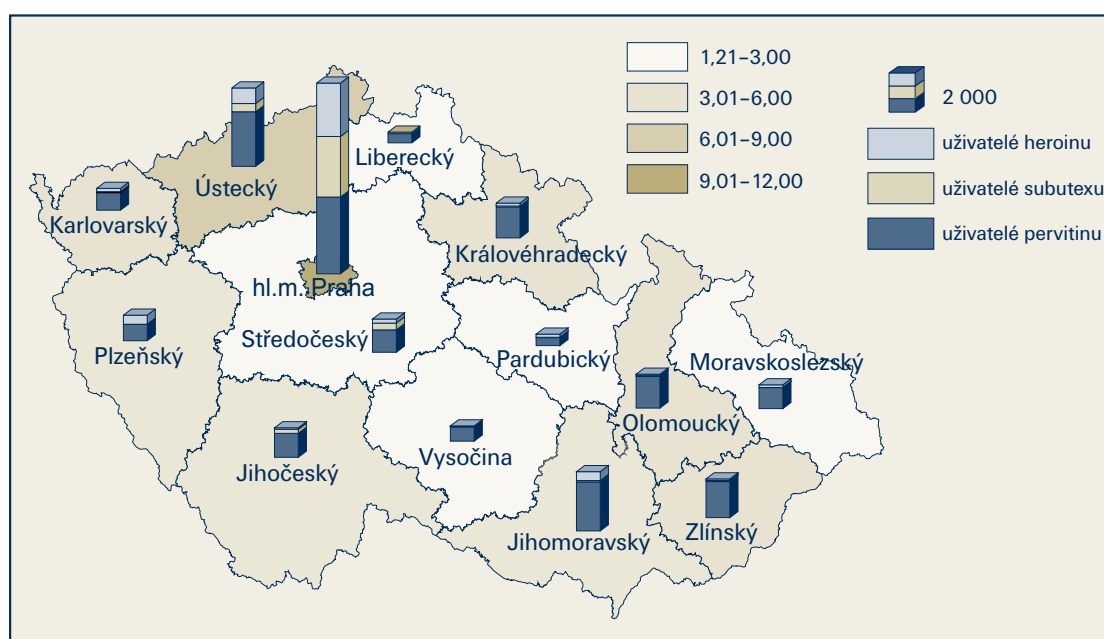 1,21–3,00
3,01–6,00
6,01–9,00
9,01–12,00
2 000
uživatelé heroinu
uživatelé subutexu
uživatelé pervitinu
Liberecký
Ústecký
Karlovarský
Královéhradecký
hl.m. Praha
Středočeský
Plzeňský
Pardubický
Moravskoslezský
Olomoucký
Vysočina
Jihočeský
Zlínský
Jihomoravský